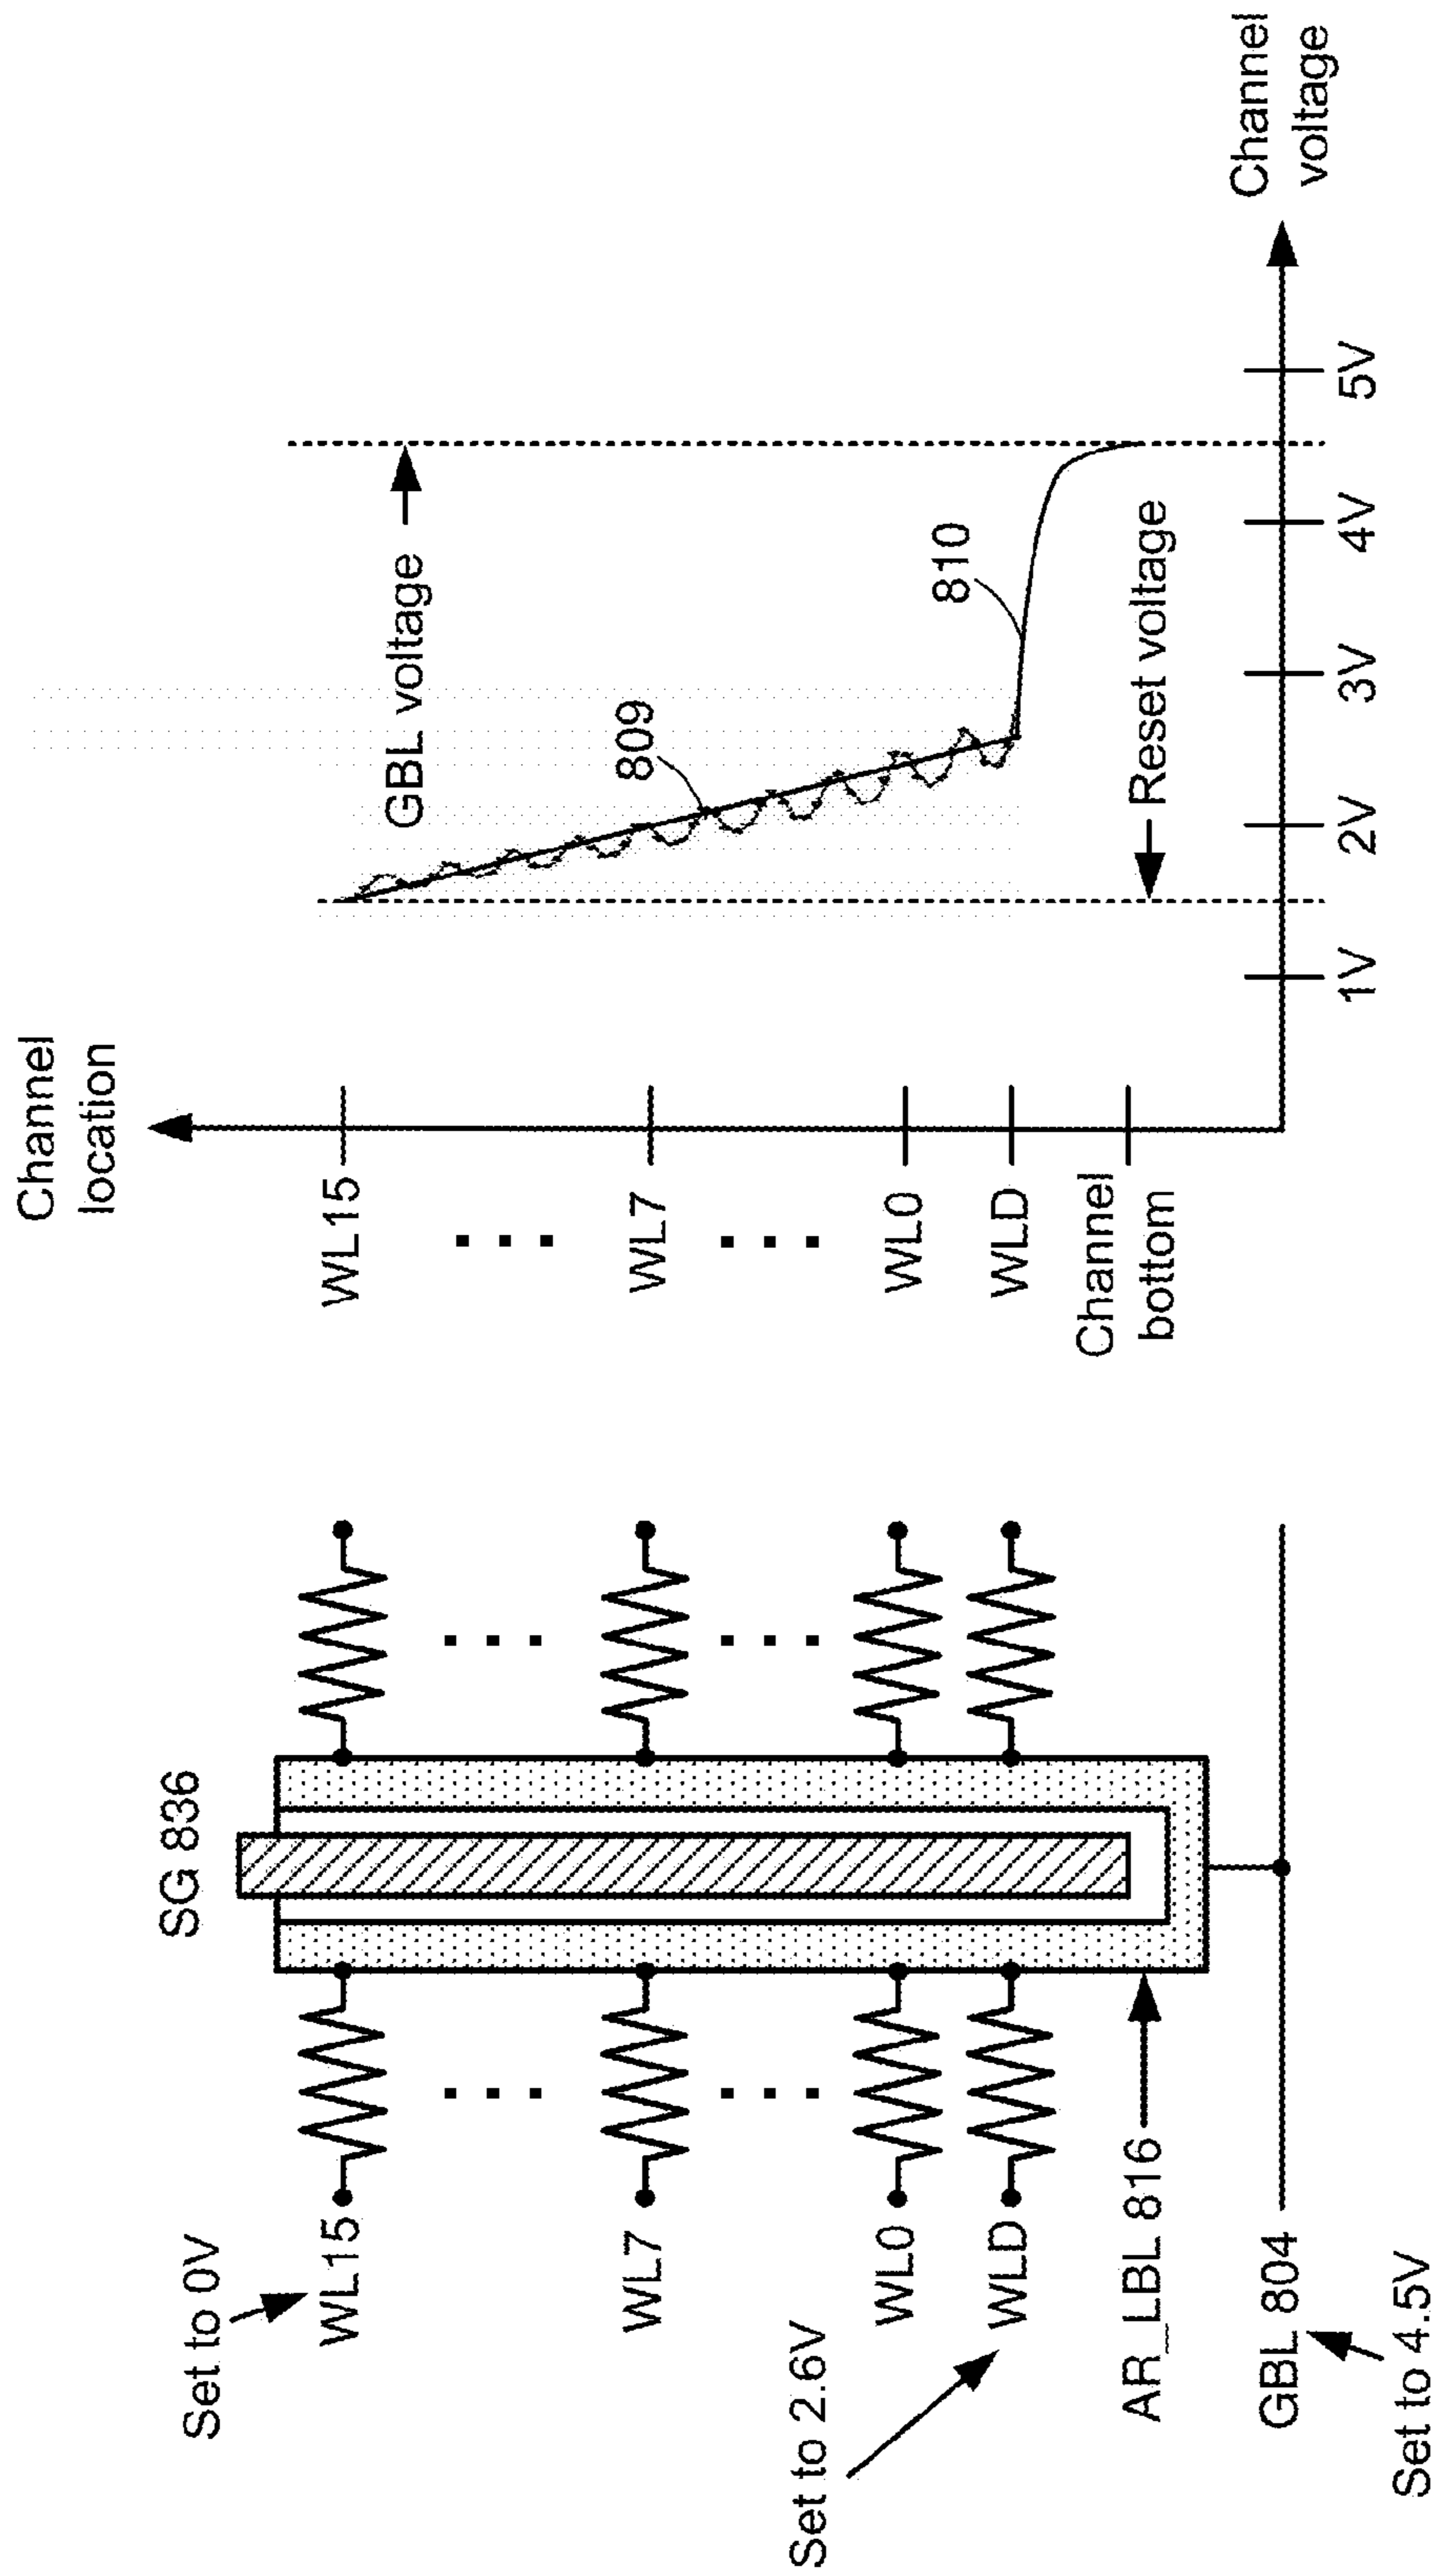 SG 836
Set to 0V
WL15
WL7
WL0
Set to 2.6V
WLD
AR_LBL 816
GBL 804
Set to 4.5V
Channel
location
WL15
WL7
WL0
WLD
Channel
bottom
GBL voltage
809
810
Reset voltage
1V
2V
3V
4V
5V
Channel
voltage